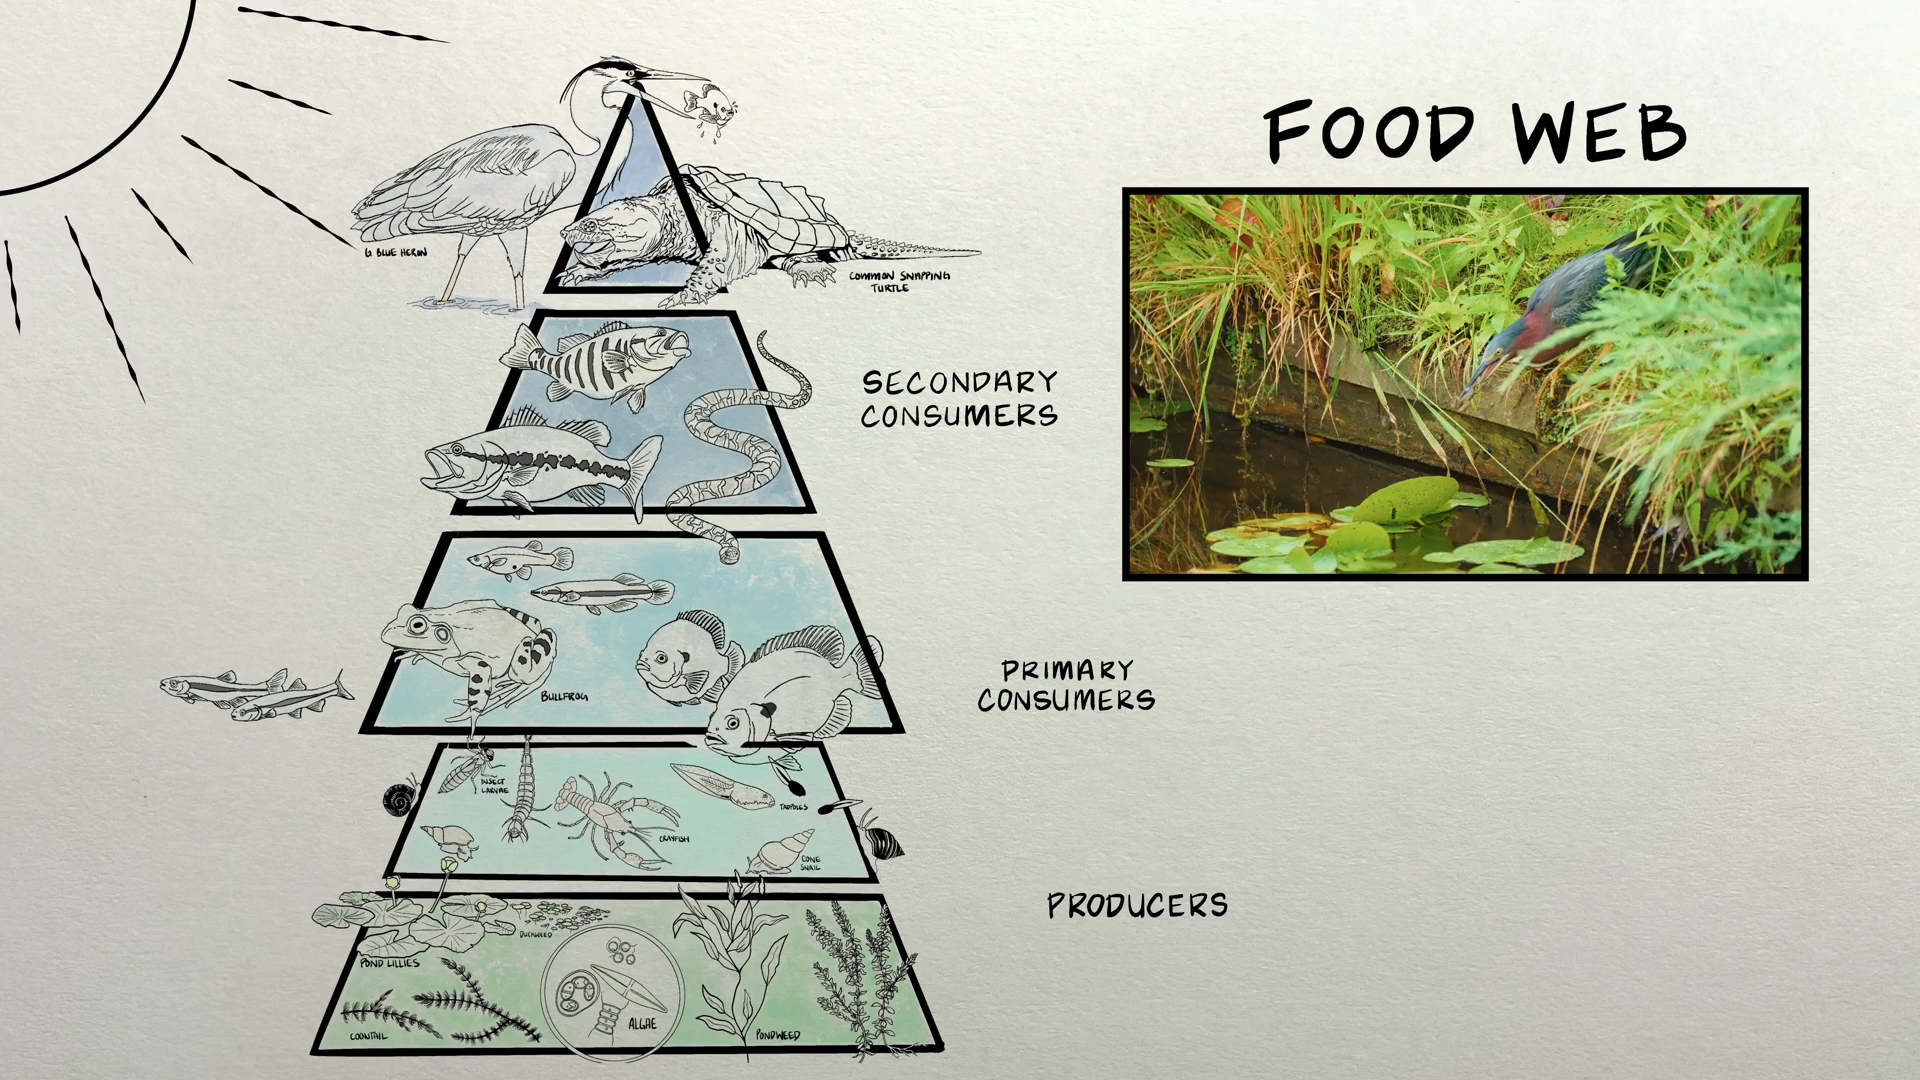 FOOD WEB
G BLUE HERON
COMMON SNAPPING
TURTLE
SECONDARY
CONSUMERS
PRIMARY
CONSUMERS
BULLFROG
INSECT
LARVAE
TADPOLES
CRAYFISH
CONE
SNAIL
PRODUCERS
DUCKWEED
POND LILLIES
ALGAE
COONTAIL
PONDWEED